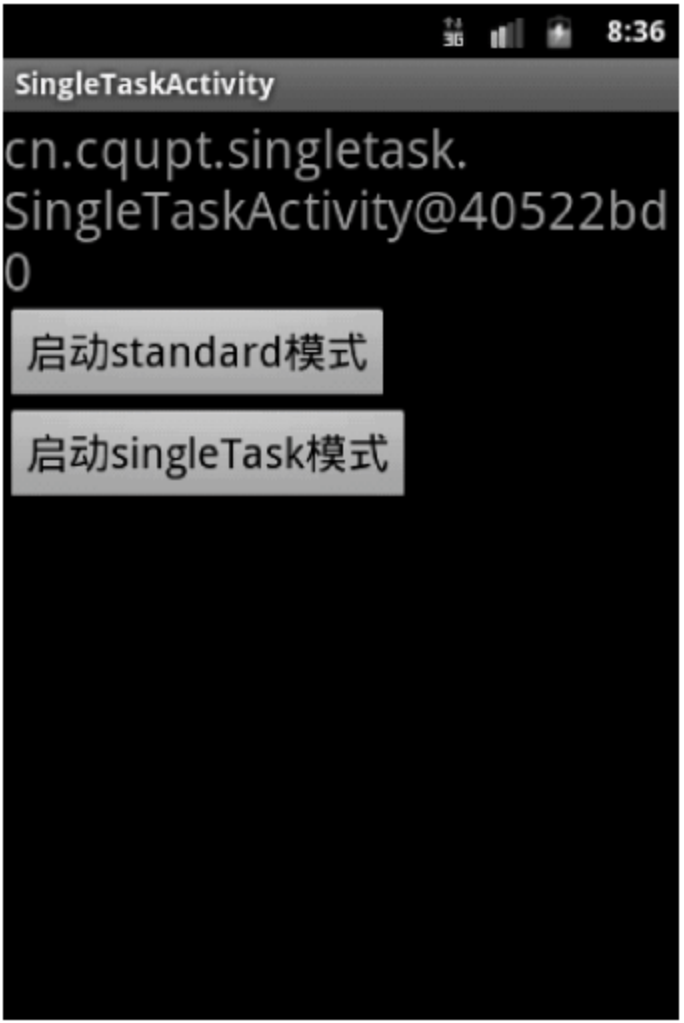 3G 8:36
SingleTaskActivity
cn.cqupt.singletask.
SingleTaskActivity@40522bd
0
启动standard模式
启动singleTask模式